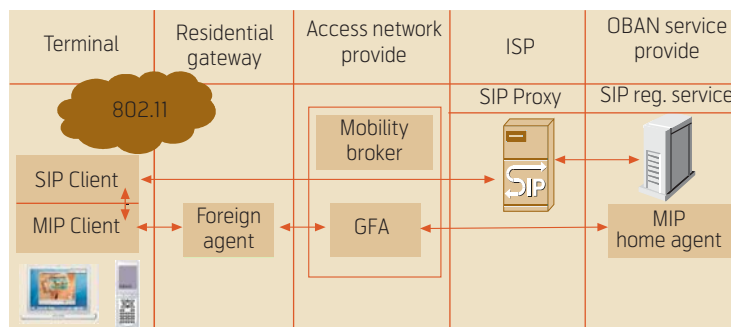 Terminal
Residential
gateway
Access network
provide
ISP
OBAN service
provide
SIP Proxy
SIP reg. service
802.11
Mobility
broker
SIP
SIP Client
MIP Client
Foreign
agent
GFA
MIP
home agent